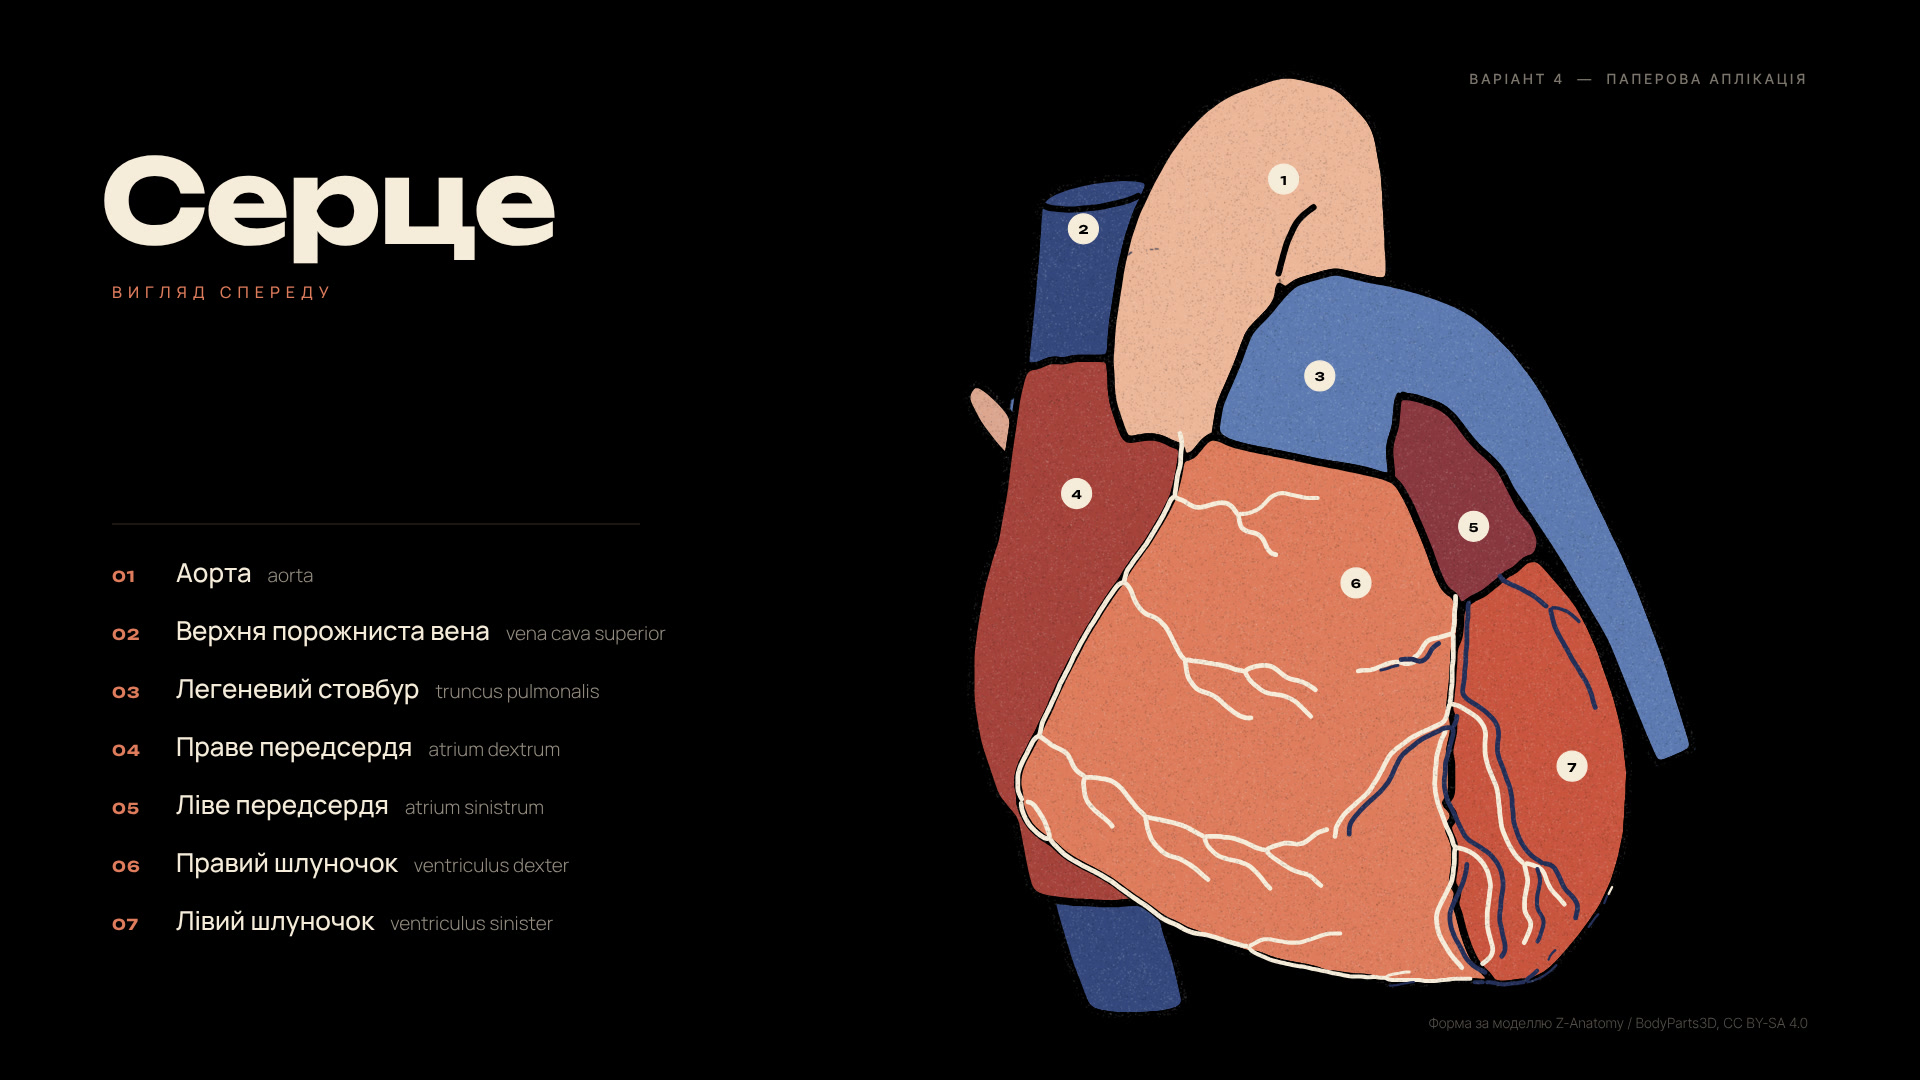 ВАРІАНТ 4 — ПАПЕРОВА АПЛІКАЦІЯ
Серце
ВИГЛЯД СПЕРЕДУ
01 Аорта aorta
02 Верхня порожниста вена vena cava superior
03 Легеневий стовбур truncus pulmonalis
04 Праве передсердя atrium dextrum
05 Ліве передсердя atrium sinistrum
06 Правий шлуночок ventriculus dexter
07 Лівий шлуночок ventriculus sinister
1
2
3
4
5
6
7
Форма за моделлю Z-Anatomy / BodyParts3D, CC BY-SA 4.0